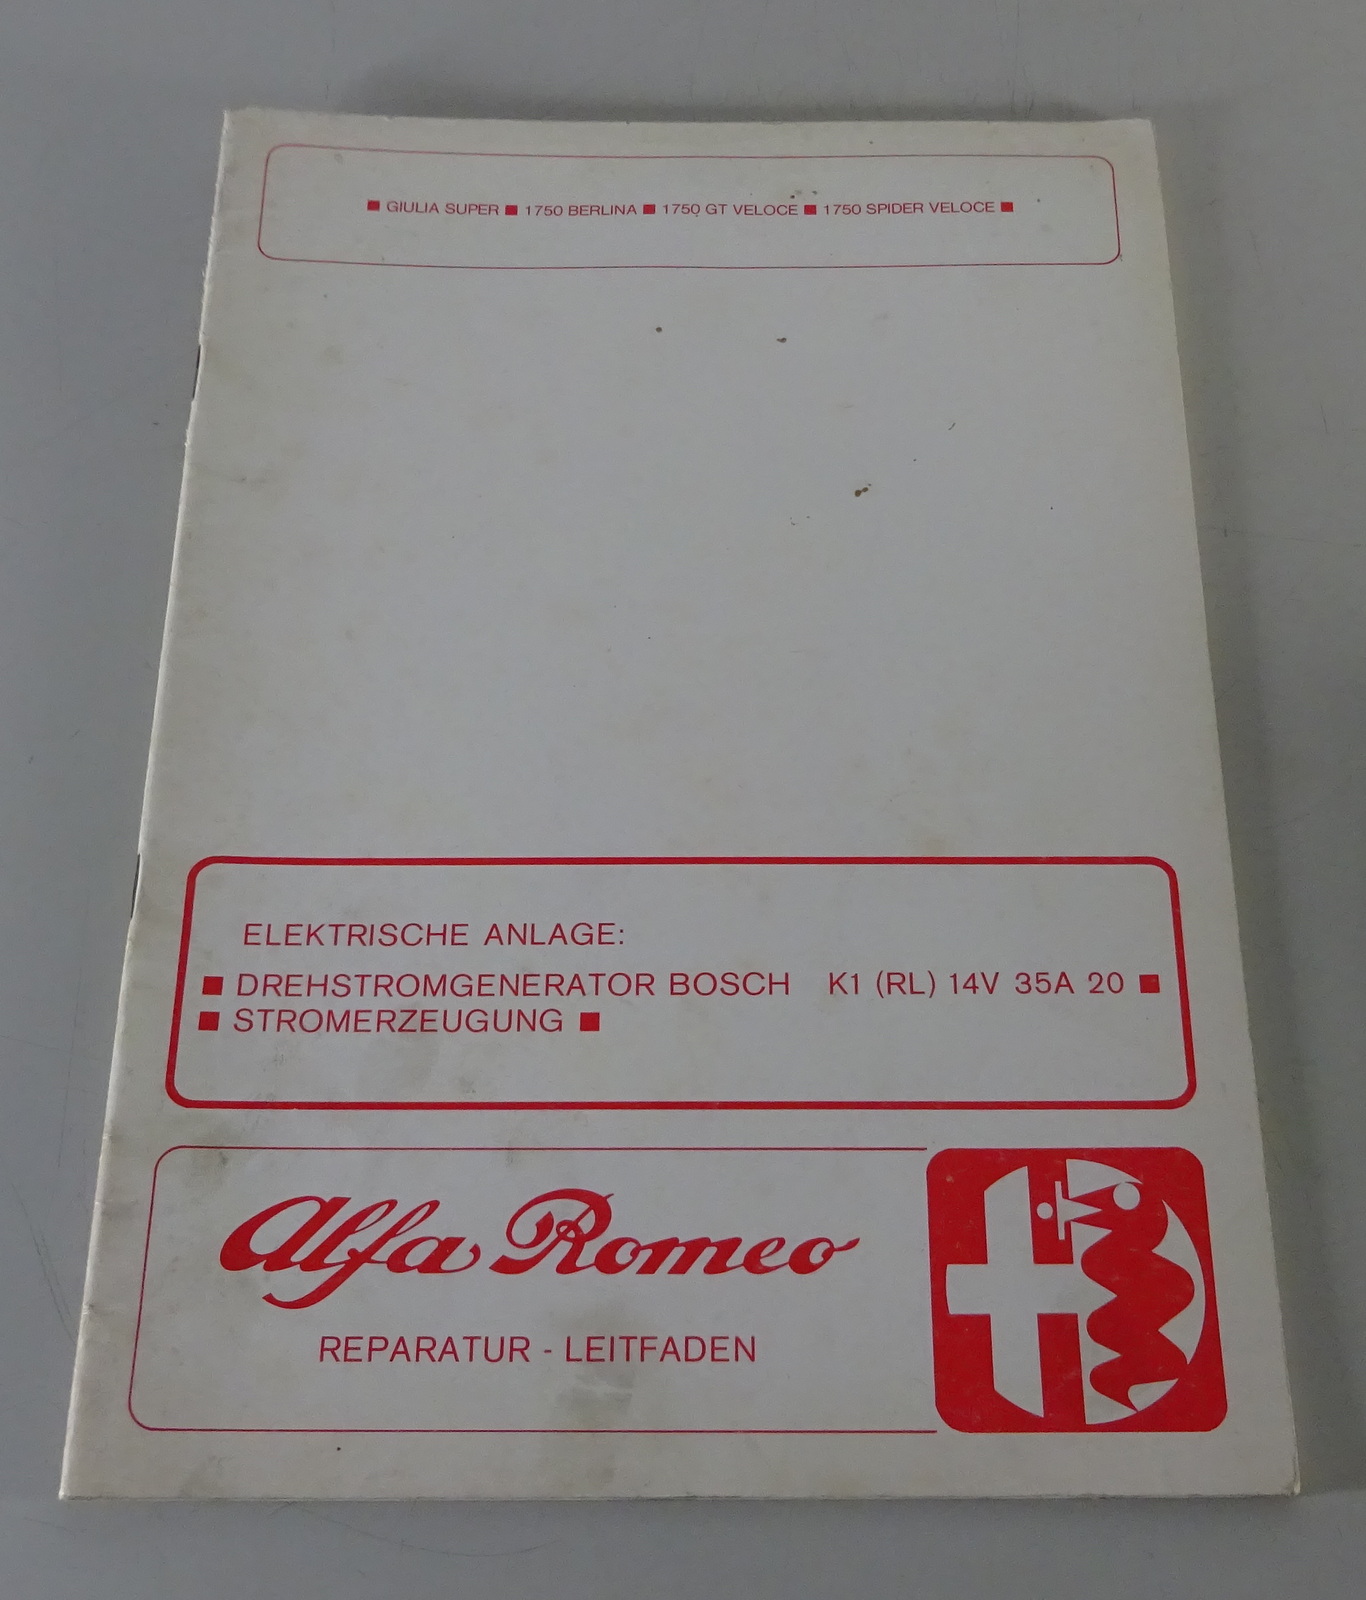 ■ GIULIA SUPER ■ 1750 BERLINA ■ 1750 GT VELOCE ■ 1750 SPIDER VELOCE ■
ELEKTRISCHE ANLAGE:
■ DREHSTROMGENERATOR BOSCH K1 (RL) 14V 35A 20 ■
■ STROMERZEUGUNG ■
Alfa Romeo
REPARATUR - LEITFADEN